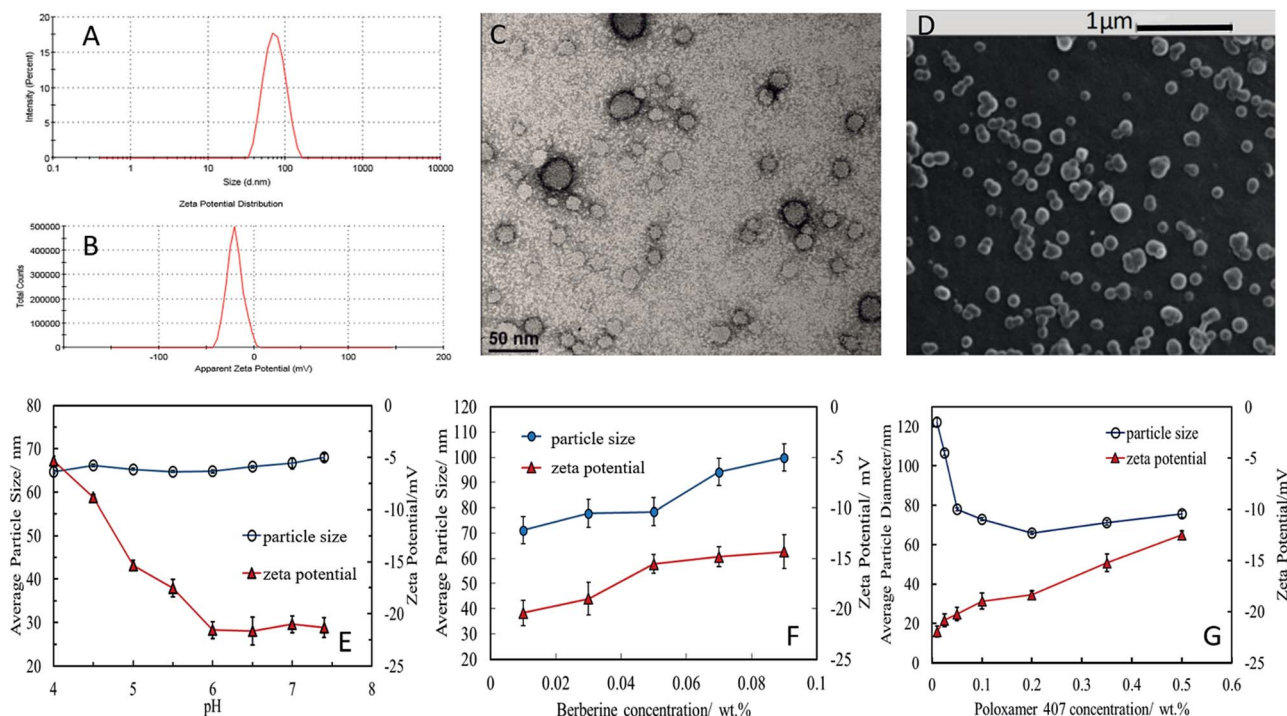 A
Intensity (Percent)
20
15
10
5
0
0.1 1 10 100 1000 10000
Size (d.nm)
Zeta Potential Distribution
B
Total Counts
500000
400000
300000
200000
100000
0
-100 0 100 200
Apparent Zeta Potential (mV)
C
50 nm
D
1µm
Average Particle Size/ nm
80
70
60
50
40
30
20
particle size
zeta potential
E
0
-5
-10
-15
-20
-25
Zeta Potential/mV
4 5 6 7 8
pH
Average Particle Size/ nm
120
110
100
90
80
70
60
50
40
30
20
particle size
zeta potential
F
0
-5
-10
-15
-20
-25
Zeta Potential/ mV
0 0.02 0.04 0.06 0.08 0.1
Berberine concentration/ wt.%
Average Particle Diameter/nm
120
100
80
60
40
20
0
particle size
zeta potential
G
0
-5
-10
-15
-20
-25
Zeta Potential/mV
0 0.1 0.2 0.3 0.4 0.5 0.6
Poloxamer 407 concentration/ wt.%